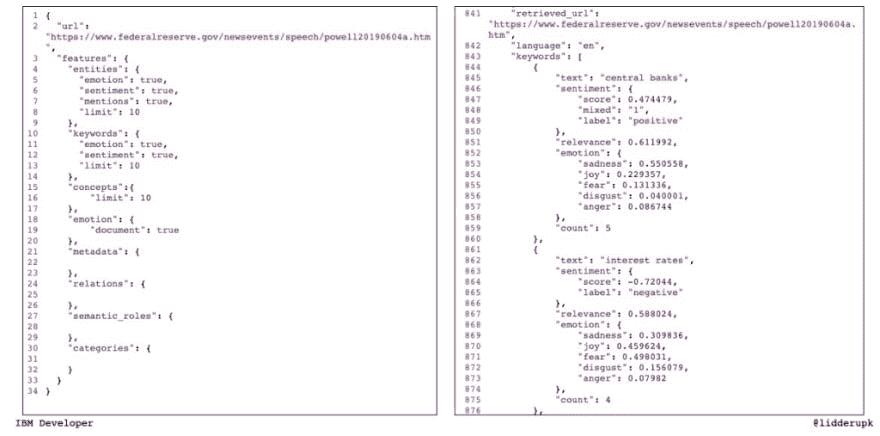 1 {
2 "url":
"https://www.federalreserve.gov/newsevents/speech/powell20190604a.htm
",
3 "features": {
4 "entities": {
5 "emotion": true,
6 "sentiment": true,
7 "mentions": true,
8 "limit": 10
9 },
10 "keywords": {
11 "emotion": true,
12 "sentiment": true,
13 "limit": 10
14 },
15 "concepts":{
16 "limit": 10
17 },
18 "emotion": {
19 "document": true
20 },
21 "metadata": {
22
23 },
24 "relations": {
25
26 },
27 "semantic_roles": {
28
29 },
30 "categories": {
31
32 }
33 }
34 }
841 "retrieved_url":
"https://www.federalreserve.gov/newsevents/speech/powell20190604a.
htm",
842 "language": "en",
843 "keywords": [
844 {
845 "text": "central banks",
846 "sentiment": {
847 "score": 0.474479,
848 "mixed": "1",
849 "label": "positive"
850 },
851 "relevance": 0.611992,
852 "emotion": {
853 "sadness": 0.550558,
854 "joy": 0.229357,
855 "fear": 0.131336,
856 "disgust": 0.040001,
857 "anger": 0.086744
858 },
859 "count": 5
860 },
861 {
862 "text": "interest rates",
863 "sentiment": {
864 "score": -0.72044,
865 "label": "negative"
866 },
867 "relevance": 0.588024,
868 "emotion": {
869 "sadness": 0.309836,
870 "joy": 0.459624,
871 "fear": 0.498031,
872 "disgust": 0.156079,
873 "anger": 0.07982
874 },
875 "count": 4
876 },
IBM Developer
@lidderupk